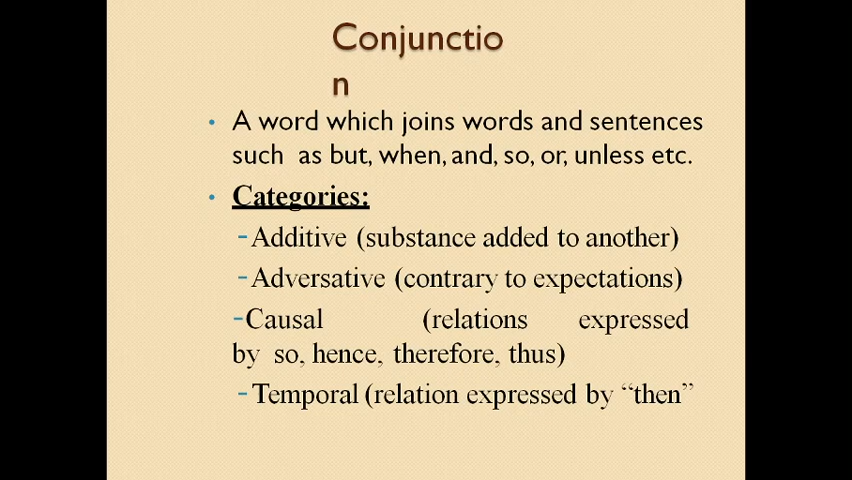 Conjunctio
n
• A word which joins words and sentences
such as but, when, and, so, or, unless etc.
• Categories:
-Additive (substance added to another)
-Adversative (contrary to expectations)
-Causal (relations expressed
by so, hence, therefore, thus)
-Temporal (relation expressed by “then”